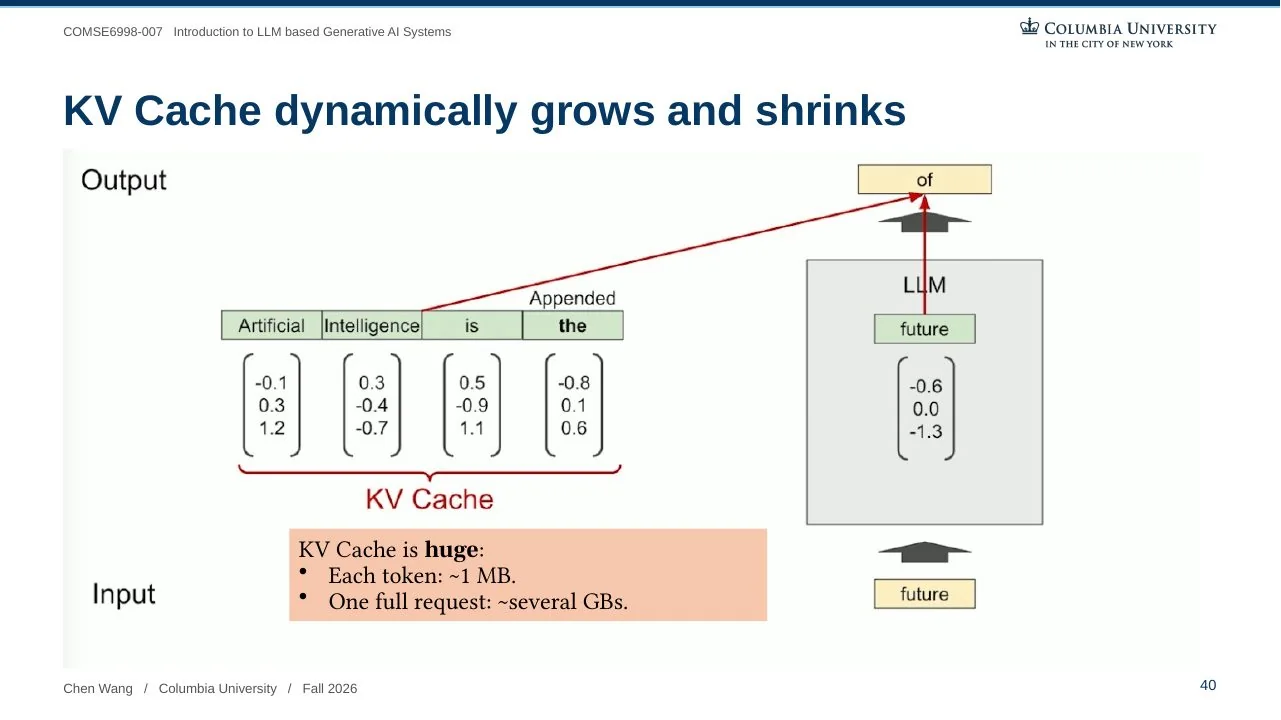 COMSE6998-007 Introduction to LLM based Generative AI Systems
COLUMBIA UNIVERSITY
IN THE CITY OF NEW YORK
KV Cache dynamically grows and shrinks
Output
of
LLM
Appended
Artificial Intelligence is the
future
-0.1 0.3 0.5 -0.8
0.3 -0.4 -0.9 0.1
1.2 -0.7 1.1 0.6
-0.6
0.0
-1.3
KV Cache
KV Cache is huge:
• Each token: ~1 MB.
• One full request: ~several GBs.
Input
future
Chen Wang / Columbia University / Fall 2026
40